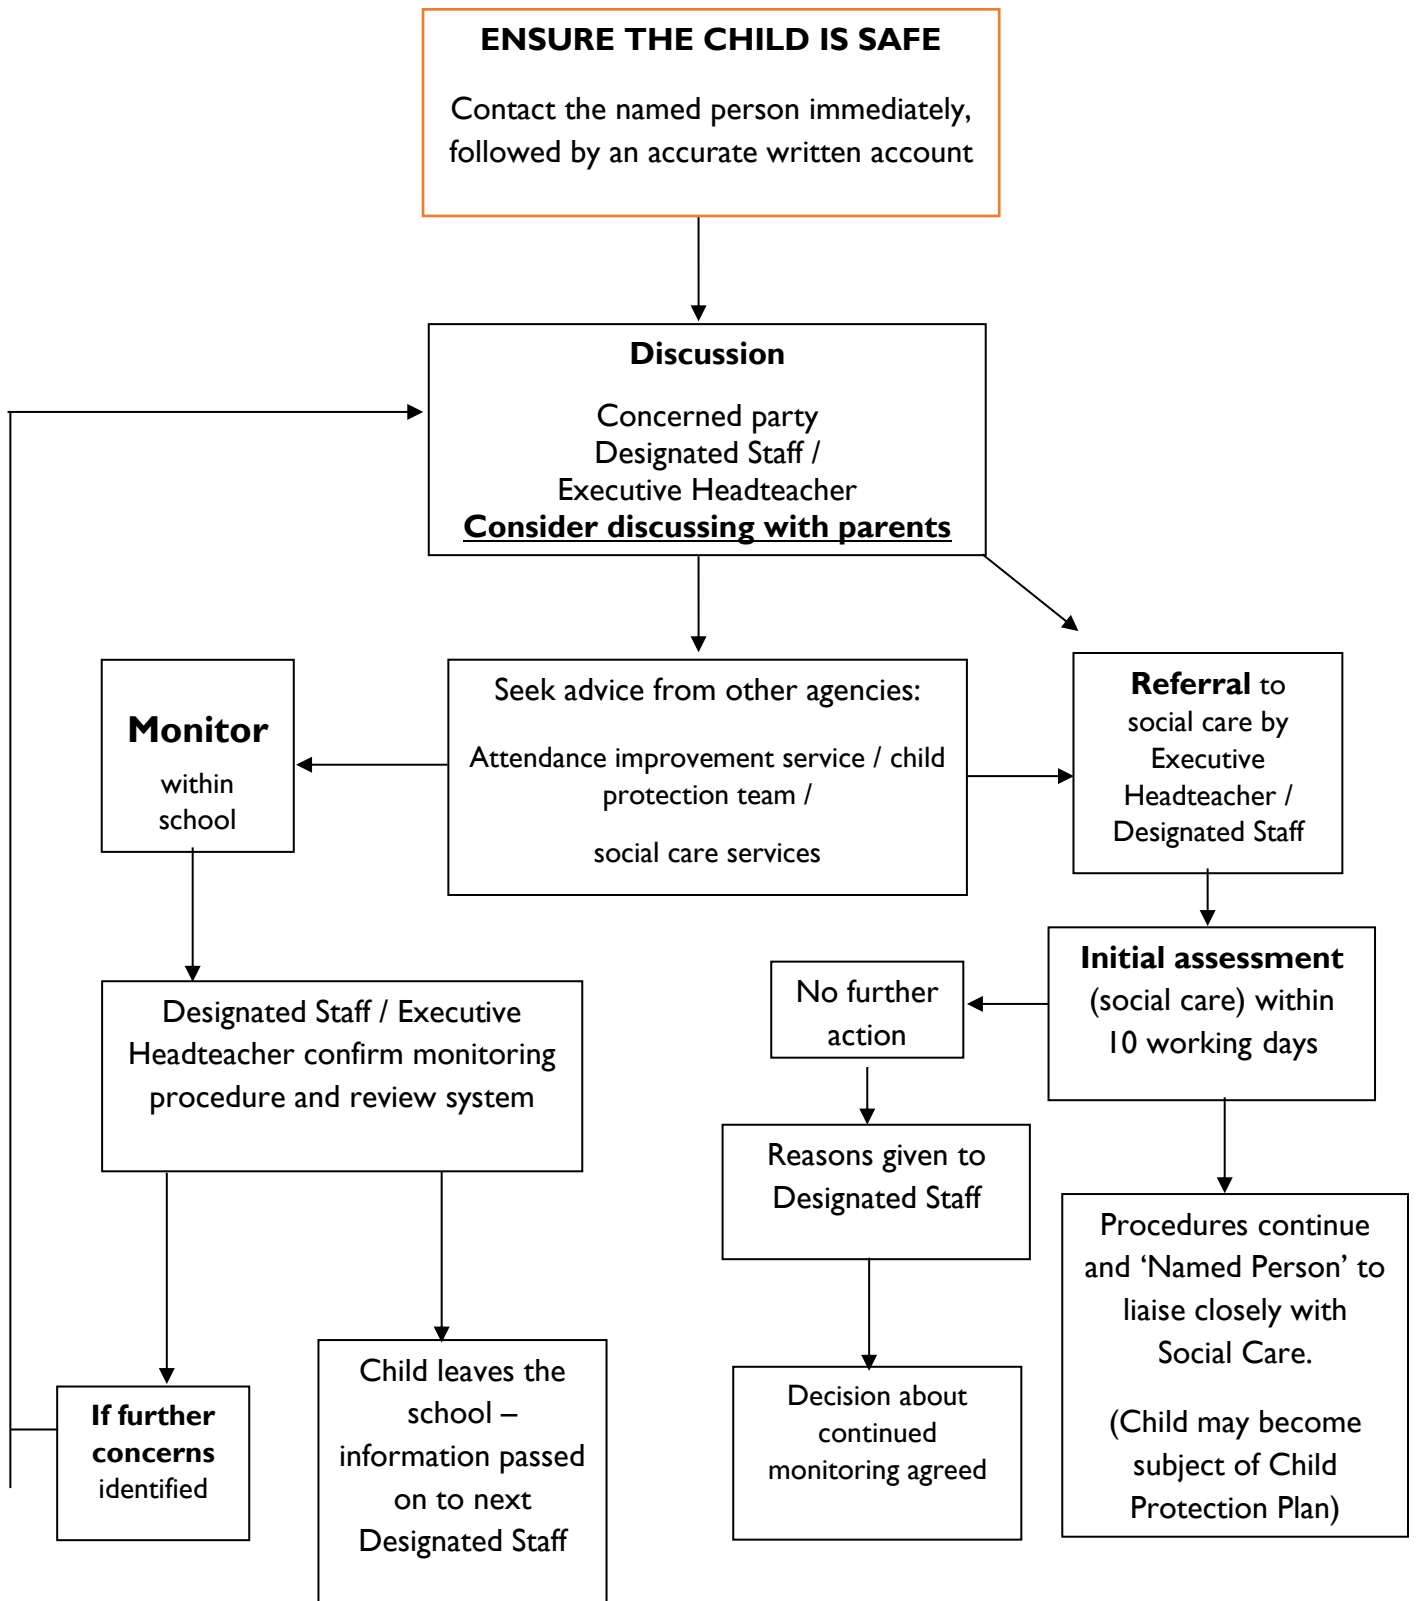 ENSURE THE CHILD IS SAFE
Contact the named person immediately,
followed by an accurate written account
Discussion
Concerned party
Designated Staff /
Executive Headteacher
Consider discussing with parents
Monitor
within
school
Seek advice from other agencies:
Attendance improvement service / child
protection team /
social care services
Referral to
social care by
Executive
Headteacher /
Designated Staff
Initial assessment
(social care) within
10 working days
No further
action
Designated Staff / Executive
Headteacher confirm monitoring
procedure and review system
Reasons given to
Designated Staff
Procedures continue
and ‘Named Person’ to
liaise closely with
Social Care.
(Child may become
subject of Child
Protection Plan)
If further
concerns
identified
Child leaves the
school –
information passed
on to next
Designated Staff
Decision about
continued
monitoring agreed